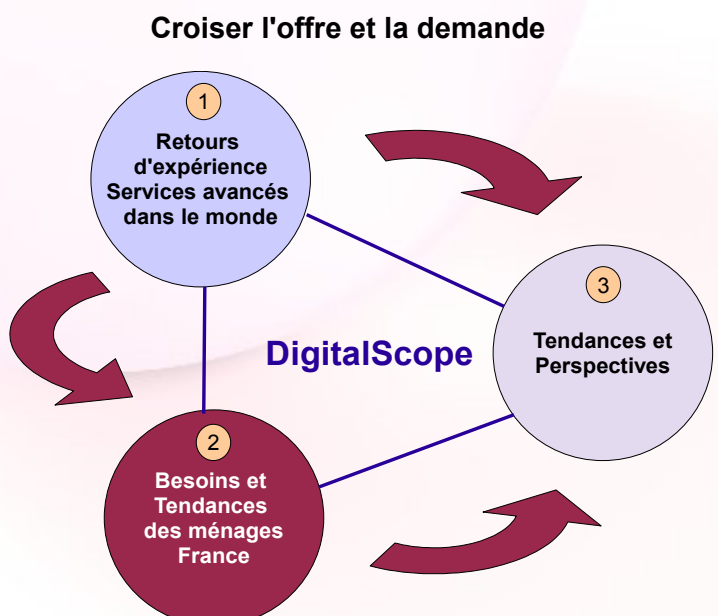 Croiser l'offre et la demande
1
Retours
d'expérience
Services avancés
dans le monde
3
Tendances et
Perspectives
DigitalScope
2
Besoins et
Tendances
des ménages
France